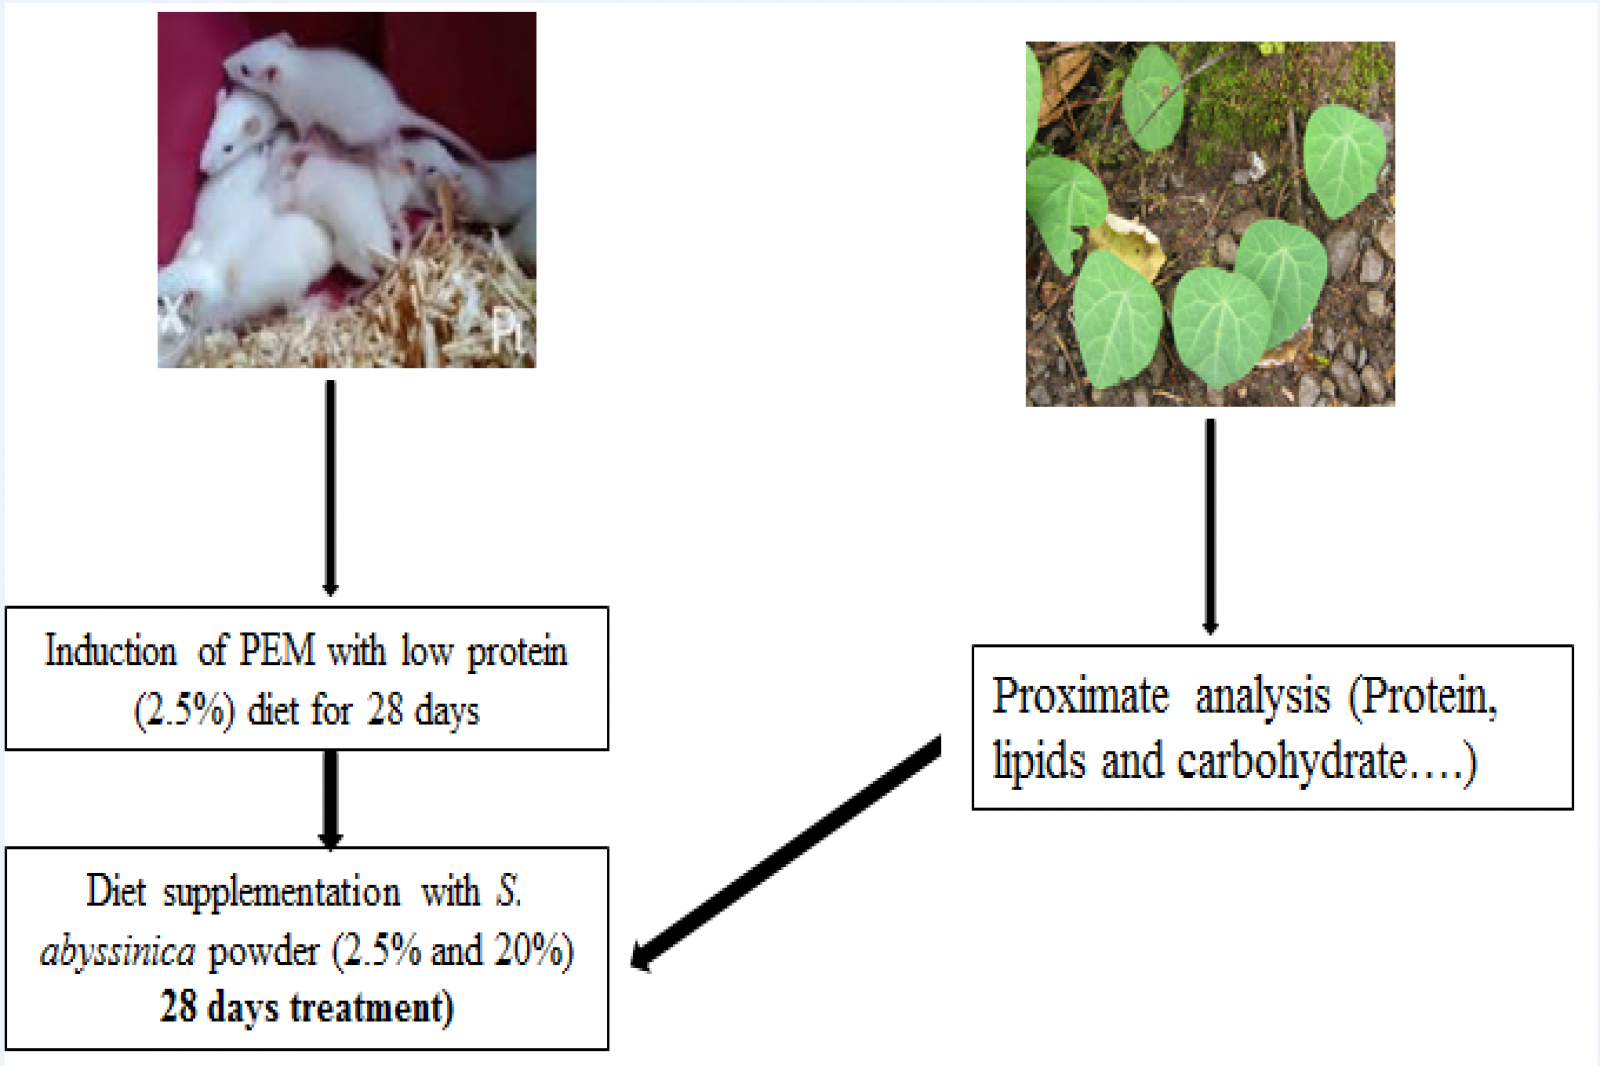 X
Pl
Induction of PEM with low protein
(2.5%) diet for 28 days
Diet supplementation with S.
abyssinica powder (2.5% and 20%)
28 days treatment)
Proximate analysis (Protein,
lipids and carbohydrate….)